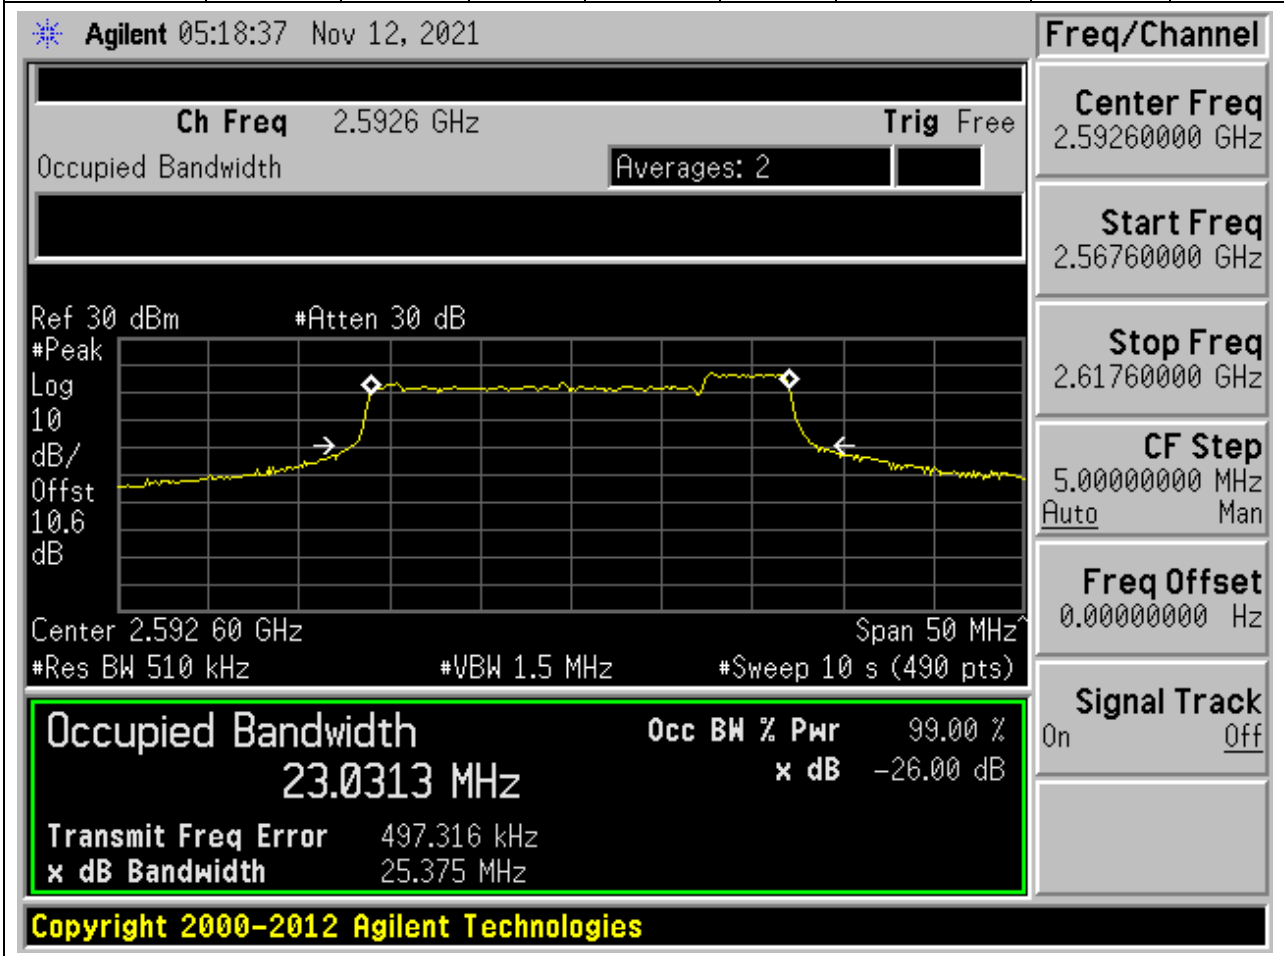 Agilent 05:18:37 Nov 12, 2021
Freq/Channel
Ch Freq 2.5926 GHz Trig Free
Occupied Bandwidth Averages: 2
Center Freq
2.59260000 GHz
Start Freq
2.56760000 GHz
Stop Freq
2.61760000 GHz
CF Step
5.00000000 MHz
Auto Man
Freq Offset
0.00000000 Hz
Signal Track
On Off
Ref 30 dBm #Atten 30 dB
#Peak
Log
10
dB/
Offst
10.6
dB
Center 2.592 60 GHz Span 50 MHz^
#Res BW 510 kHz #VBW 1.5 MHz #Sweep 10 s (490 pts)
Occupied Bandwidth Occ BW % Pwr 99.00 %
23.0313 MHz x dB -26.00 dB
Transmit Freq Error 497.316 kHz
x dB Bandwidth 25.375 MHz
Copyright 2000-2012 Agilent Technologies